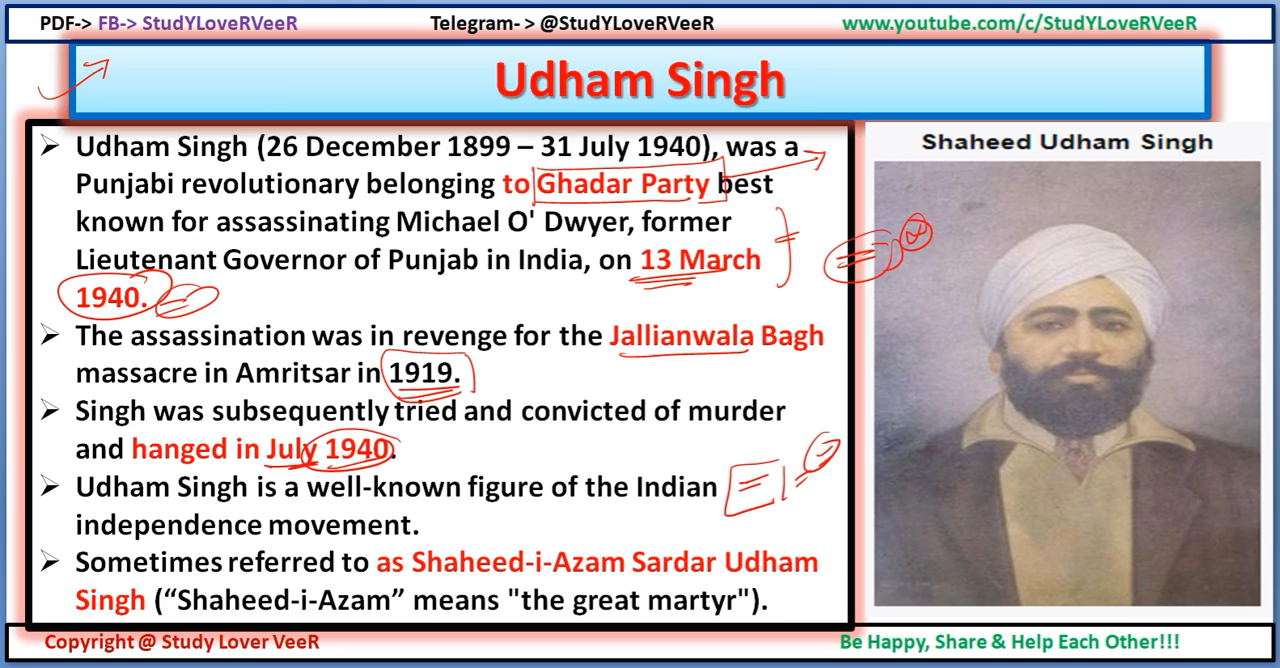 PDF-> FB-> StudYLoveRVeeR Telegram- > @StudYLoveRVeeR www.youtube.com/c/StudYLoveRVeeR
Udham Singh
➢ Udham Singh (26 December 1899 – 31 July 1940), was a
Punjabi revolutionary belonging to Ghadar Party best
known for assassinating Michael O' Dwyer, former
Lieutenant Governor of Punjab in India, on 13 March
1940.
➢ The assassination was in revenge for the Jallianwala Bagh
massacre in Amritsar in 1919.
➢ Singh was subsequently tried and convicted of murder
and hanged in July 1940.
➢ Udham Singh is a well-known figure of the Indian
independence movement.
➢ Sometimes referred to as Shaheed-i-Azam Sardar Udham
Singh (“Shaheed-i-Azam” means "the great martyr").
Shaheed Udham Singh
Copyright @ Study Lover VeeR Be Happy, Share & Help Each Other!!!